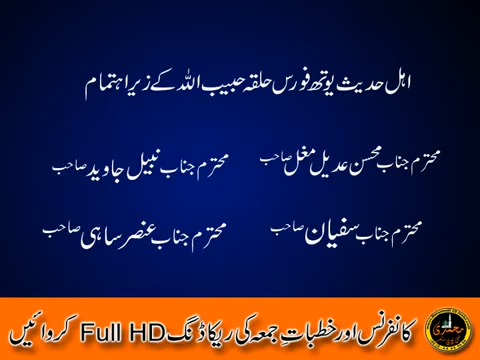 اہل حدیث یوتھ فورس حلقہ حبیب اللہ کے زیر اہتمام
محترم جناب محسن عدیل مغل صاحب محترم جناب نبیل جاوید صاحب
محترم جناب سفیان صاحب محترم جناب عنصر ساہی صاحب
کانفرنس اور خطباتِ جمعہ کی ریکاڈنگ Full HD کروائیں